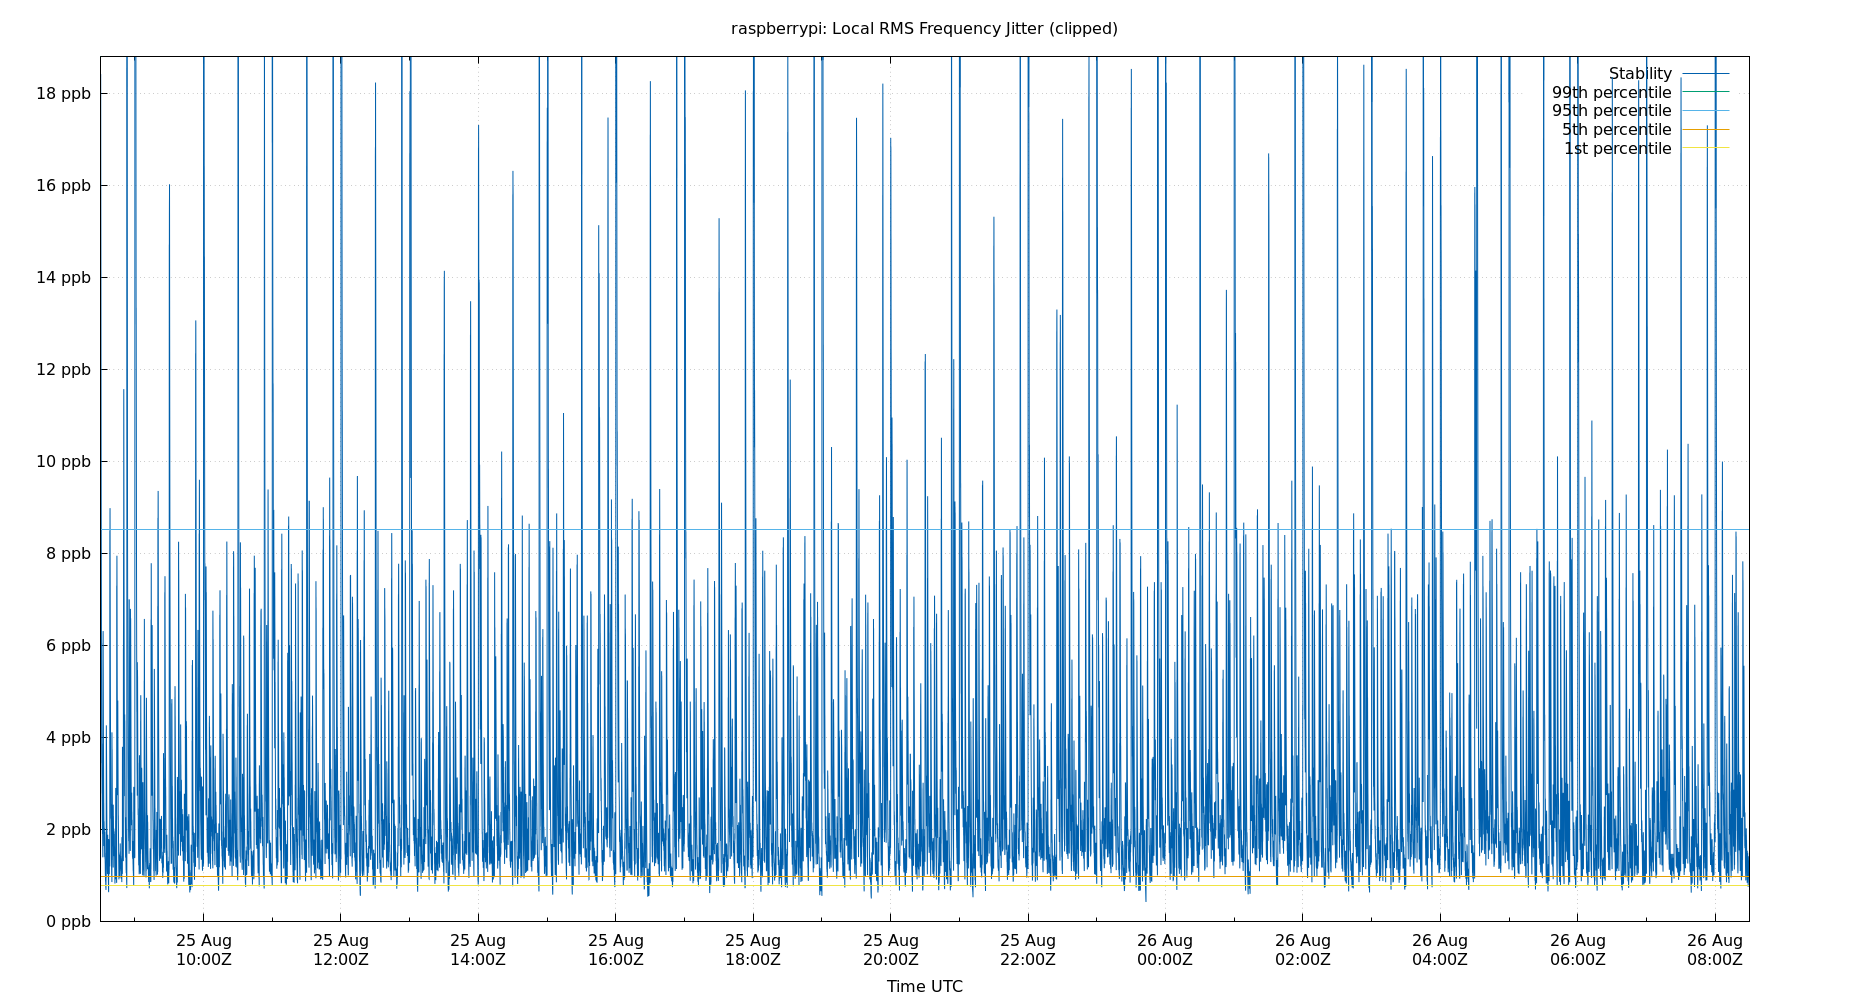 raspberrypi: Local RMS Frequency Jitter (clipped)
Stability
99th percentile
95th percentile
5th percentile
1st percentile
18 ppb
16 ppb
14 ppb
12 ppb
10 ppb
8 ppb
6 ppb
4 ppb
2 ppb
0 ppb
25 Aug 25 Aug 25 Aug 25 Aug 25 Aug 25 Aug 25 Aug 26 Aug 26 Aug 26 Aug 26 Aug 26 Aug
10:00Z 12:00Z 14:00Z 16:00Z 18:00Z 20:00Z 22:00Z 00:00Z 02:00Z 04:00Z 06:00Z 08:00Z
Time UTC